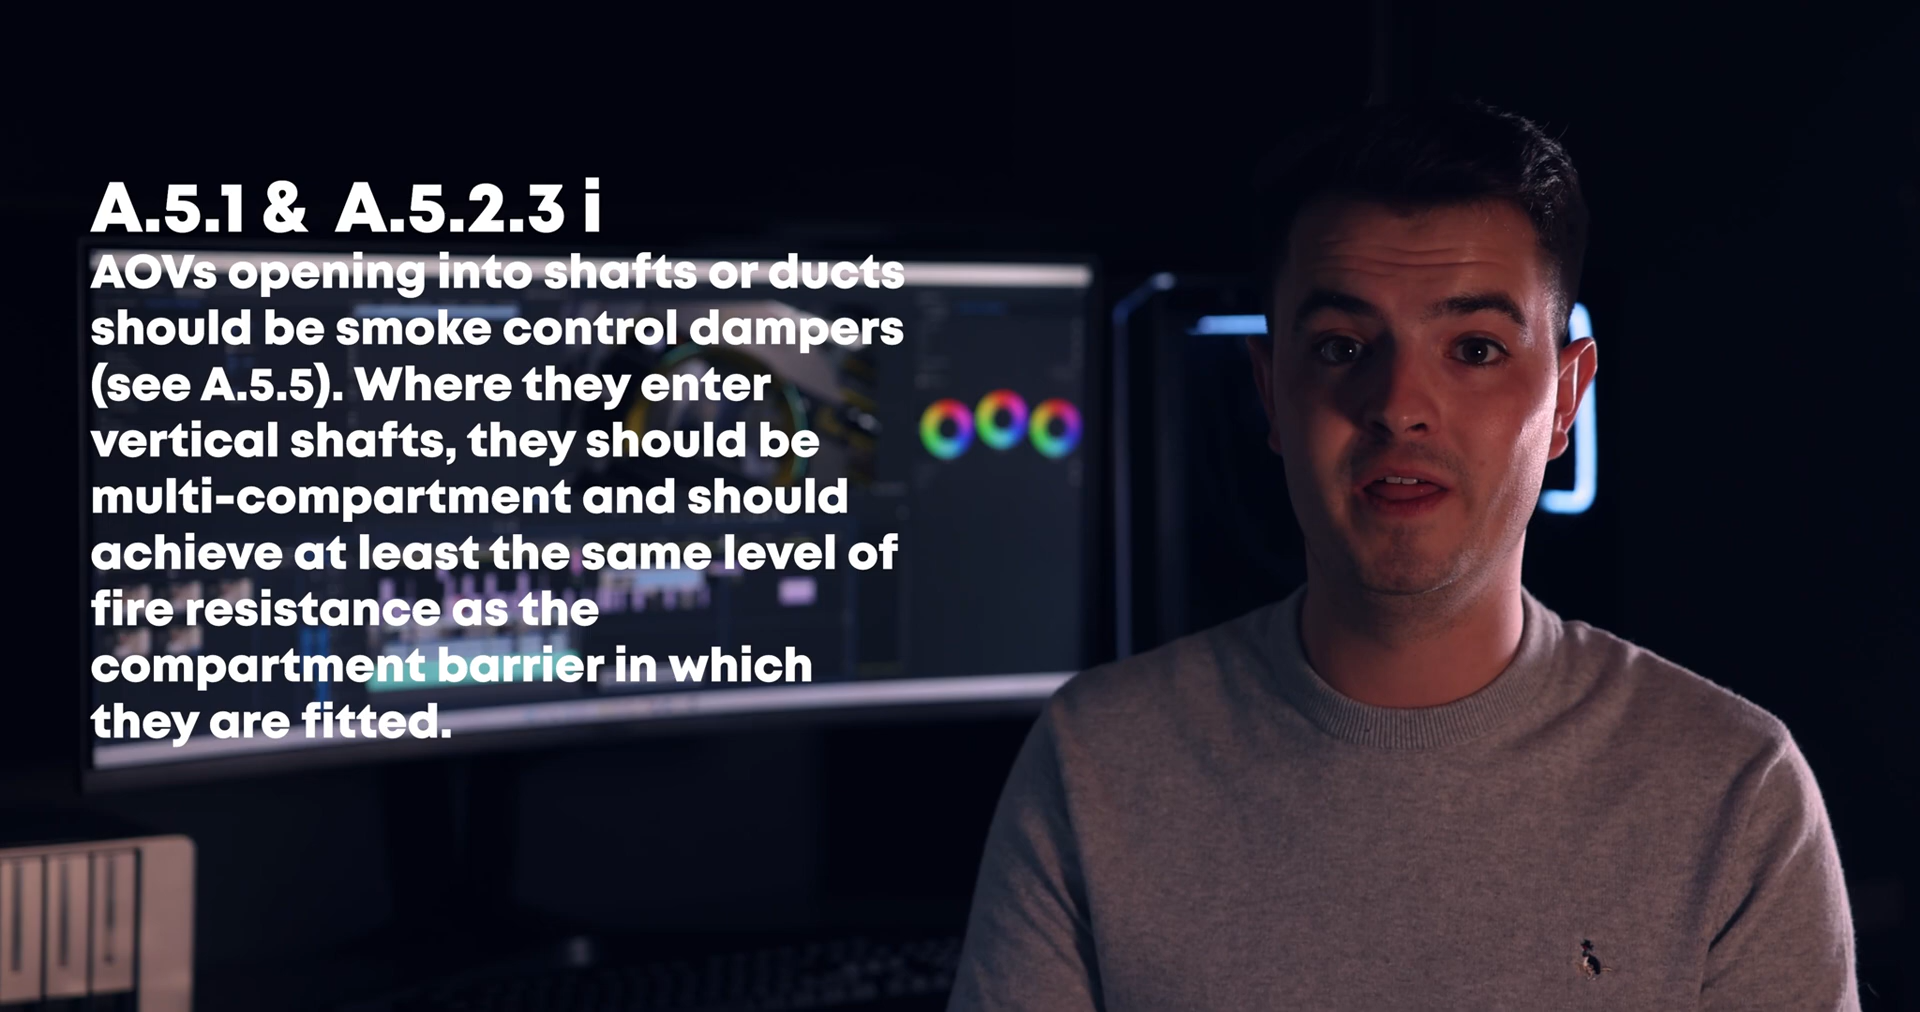 A.5.1 & A.5.2.3 i
AOVs opening into shafts or ducts
should be smoke control dampers
(see A.5.5). Where they enter
vertical shafts, they should be
multi-compartment and should
achieve at least the same level of
fire resistance as the
compartment barrier in which
they are fitted.